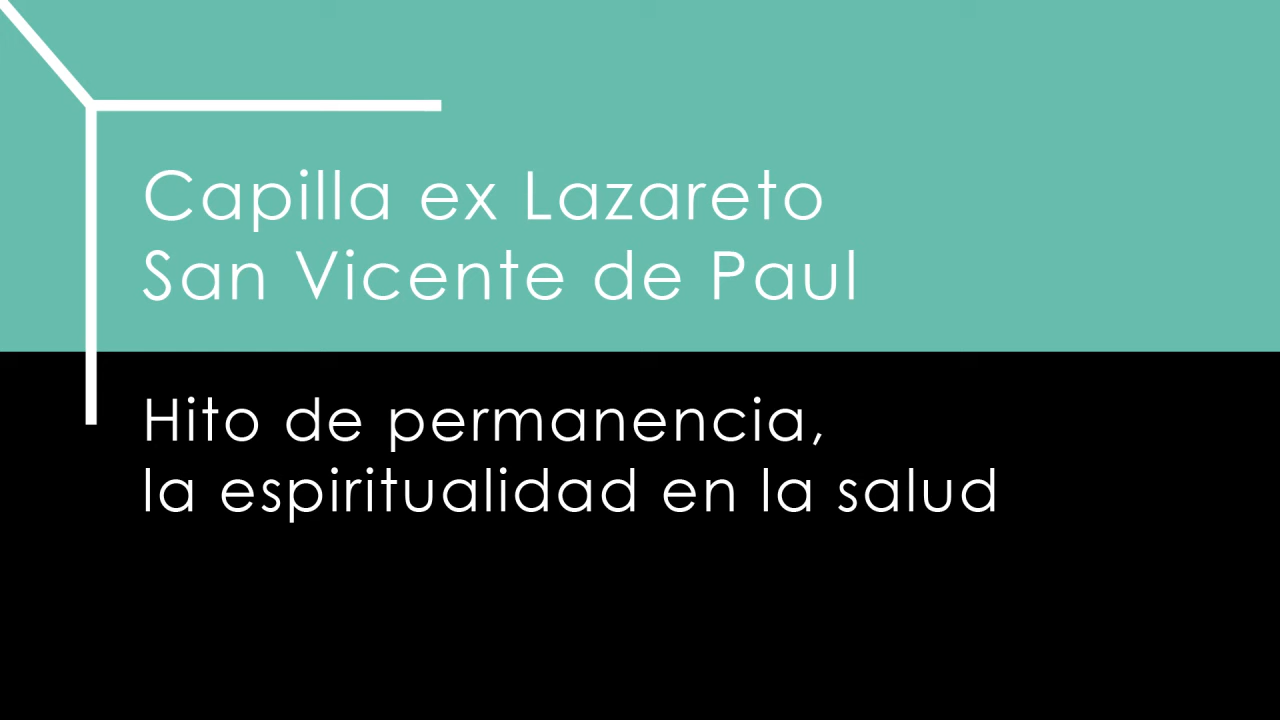 Capilla ex Lazareto
San Vicente de Paul
Hito de permanencia,
la espiritualidad en la salud